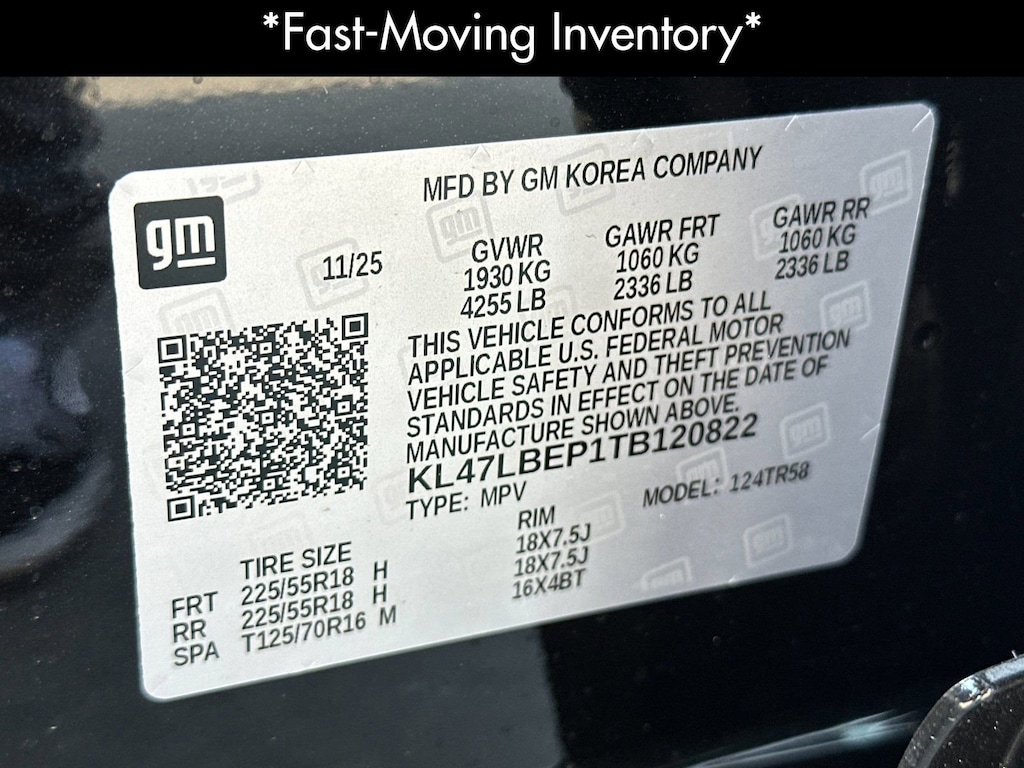 *Fast-Moving Inventory*
MFD BY GM KOREA COMPANY
gm
11/25
GVWR
1930 KG
4255 LB
GAWR FRT
1060 KG
2336 LB
GAWR RR
1060 KG
2336 LB
THIS VEHICLE CONFORMS TO ALL
APPLICABLE U.S. FEDERAL MOTOR
VEHICLE SAFETY AND THEFT PREVENTION
STANDARDS IN EFFECT ON THE DATE OF
MANUFACTURE SHOWN ABOVE.
KL47LBEP1TB120822
TYPE: MPV MODEL: 124TR58
TIRE SIZE RIM
FRT 225/55R18 H 18X7.5J
RR 225/55R18 H 18X7.5J
SPA T125/70R16 M 16X4BT